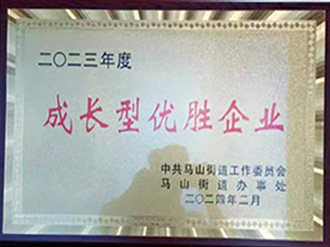 二〇二三年度
成长型优胜企业
中共马山街道工作委员会
马山街道办事处
二〇二四年二月